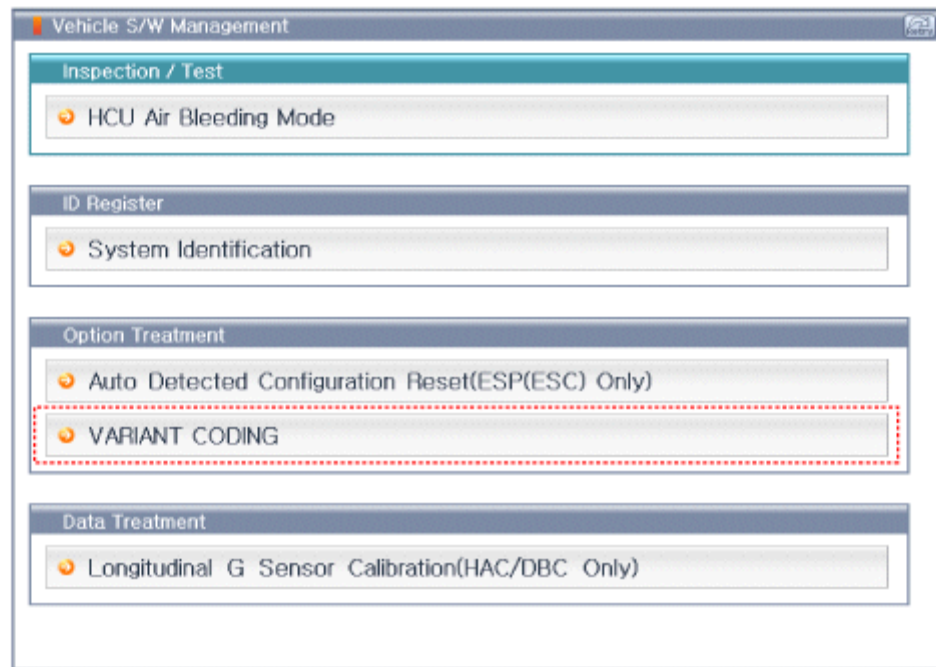 Vehicle S/W Management
Inspection / Test
HCU Air Bleeding Mode
ID Register
System Identification
Option Treatment
Auto Detected Configuration Reset(ESP(ESC) Only)
VARIANT CODING
Data Treatment
Longitudinal G Sensor Calibration(HAC/DBC Only)